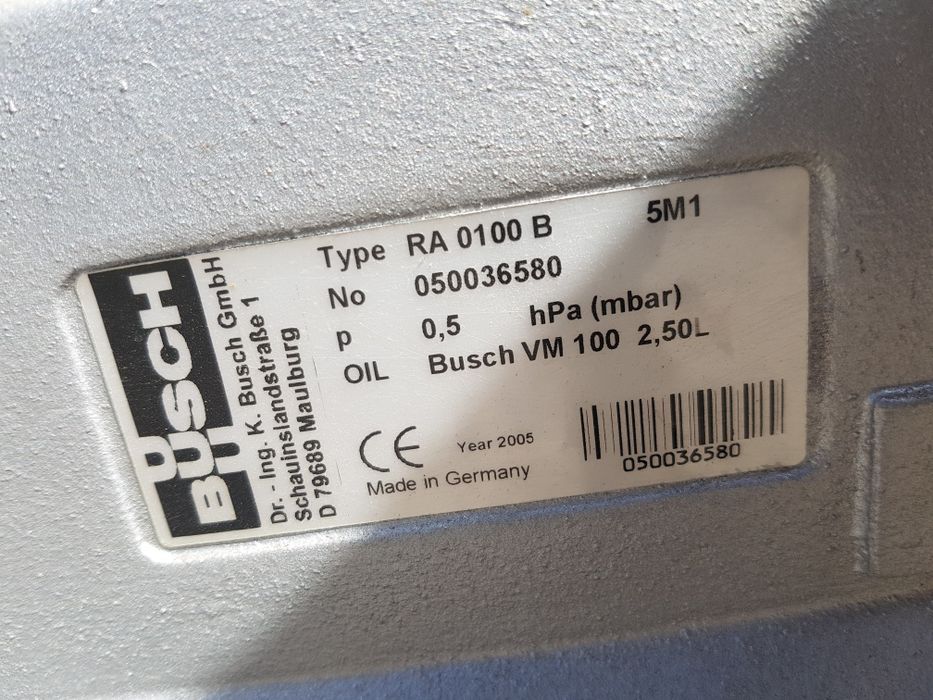 BUSCH
Dr. - Ing. K. Busch GmbH
Schauinslandstraße 1
D 79689 Maulburg
Type RA 0100 B 5M1
No 050036580
p 0,5 hPa (mbar)
OIL Busch VM 100 2,50L
CE Year 2005
Made in Germany
050036580